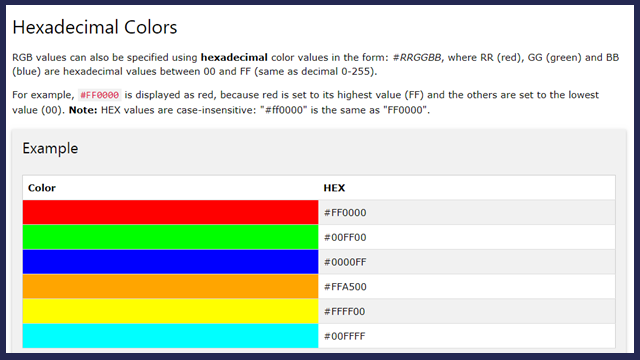 Hexadecimal Colors
RGB values can also be specified using hexadecimal color values in the form: #RRGGBB, where RR (red), GG (green) and BB
(blue) are hexadecimal values between 00 and FF (same as decimal 0-255).
For example, #FF0000 is displayed as red, because red is set to its highest value (FF) and the others are set to the lowest
value (00). Note: HEX values are case-insensitive: "#ff0000" is the same as "FF0000".
Example
Color HEX
#FF0000
#00FF00
#0000FF
#FFA500
#FFFF00
#00FFFF